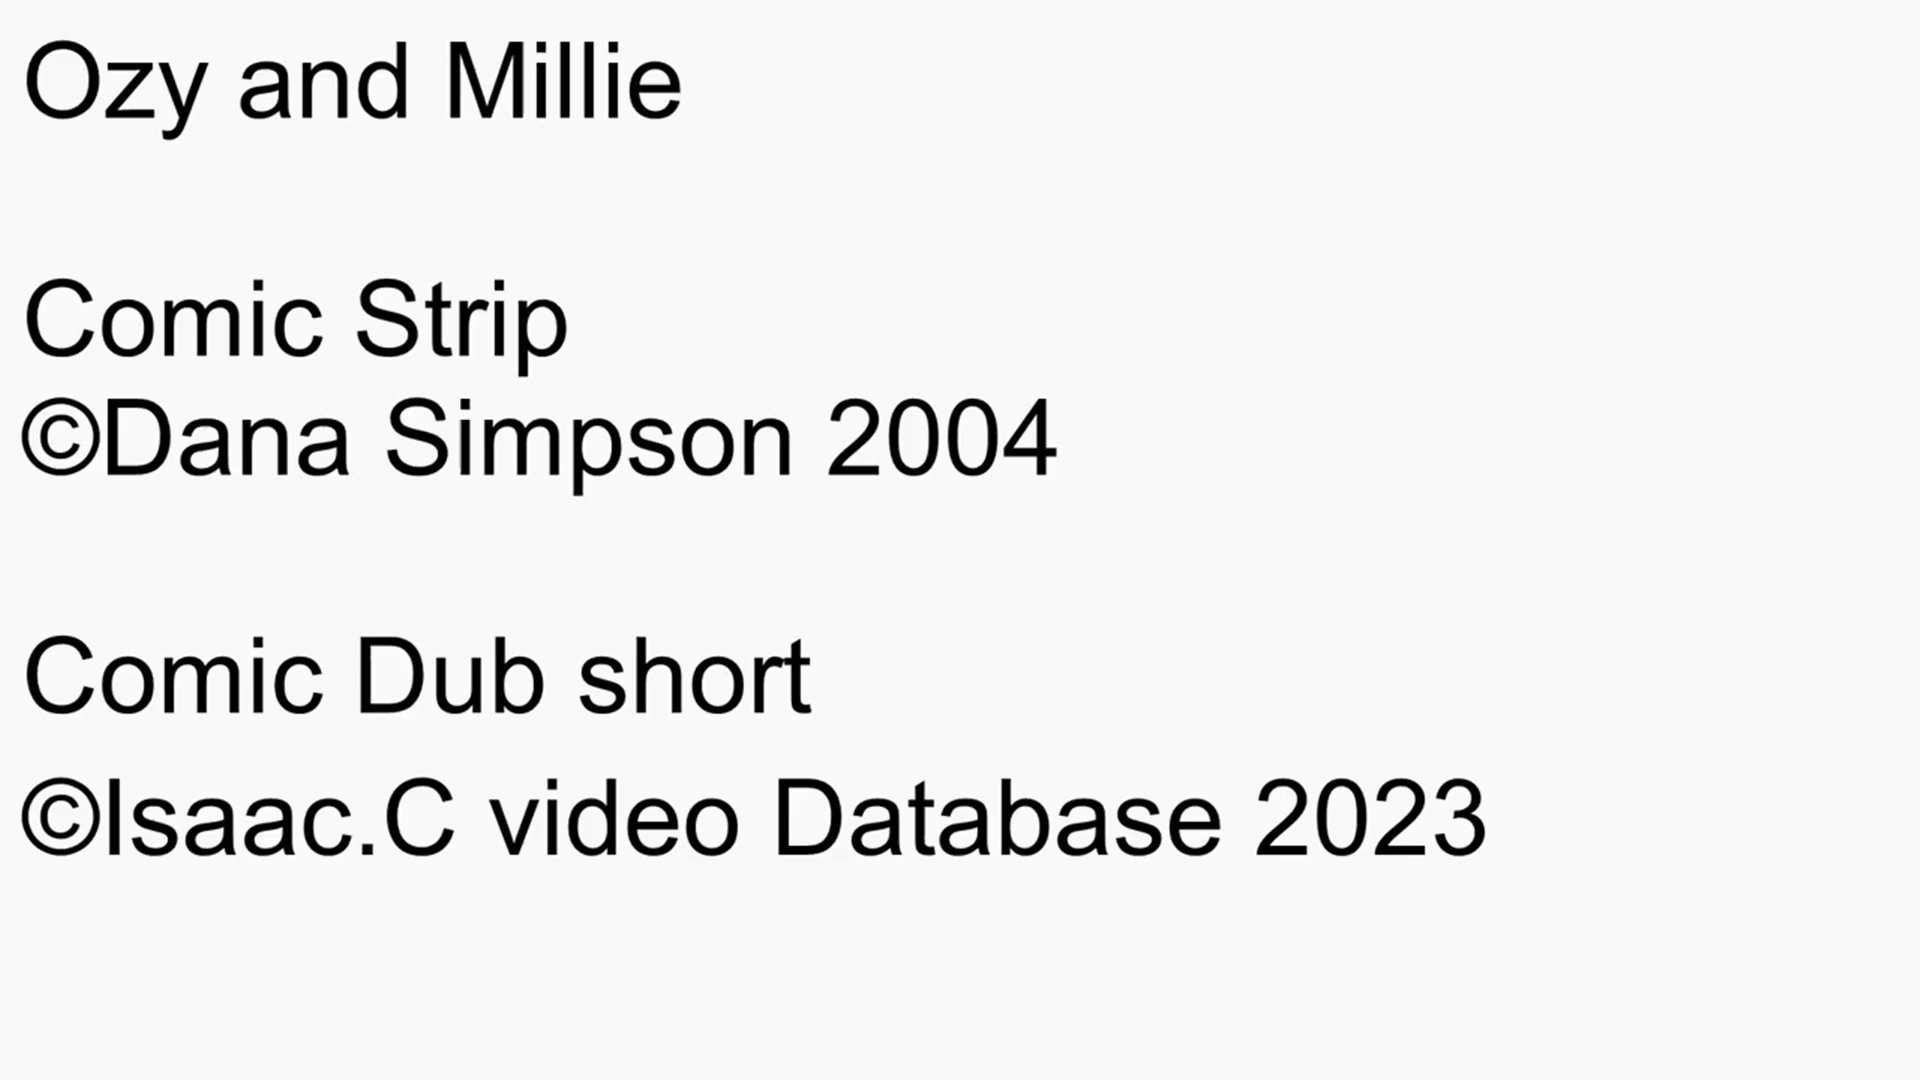 Ozy and Millie
Comic Strip
©Dana Simpson 2004
Comic Dub short
©Isaac.C video Database 2023